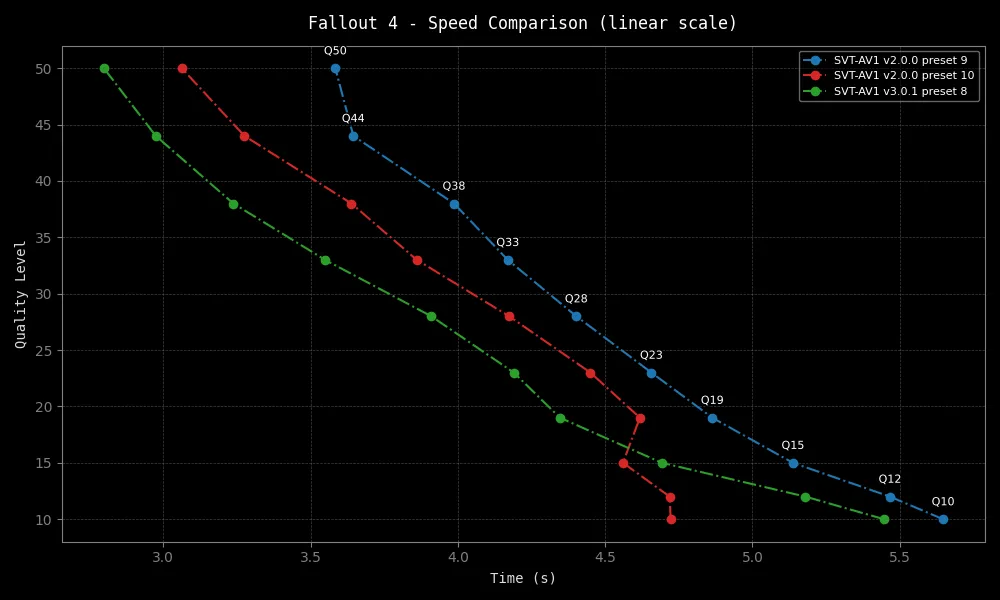 Fallout 4 - Speed Comparison (linear scale)
SVT-AV1 v2.0.0 preset 9
SVT-AV1 v2.0.0 preset 10
SVT-AV1 v3.0.1 preset 8
Q50
Q44
Q38
Q33
Q28
Q23
Q19
Q15
Q12
Q10
Quality Level
50
45
40
35
30
25
20
15
10
3.0 3.5 4.0 4.5 5.0 5.5
Time (s)